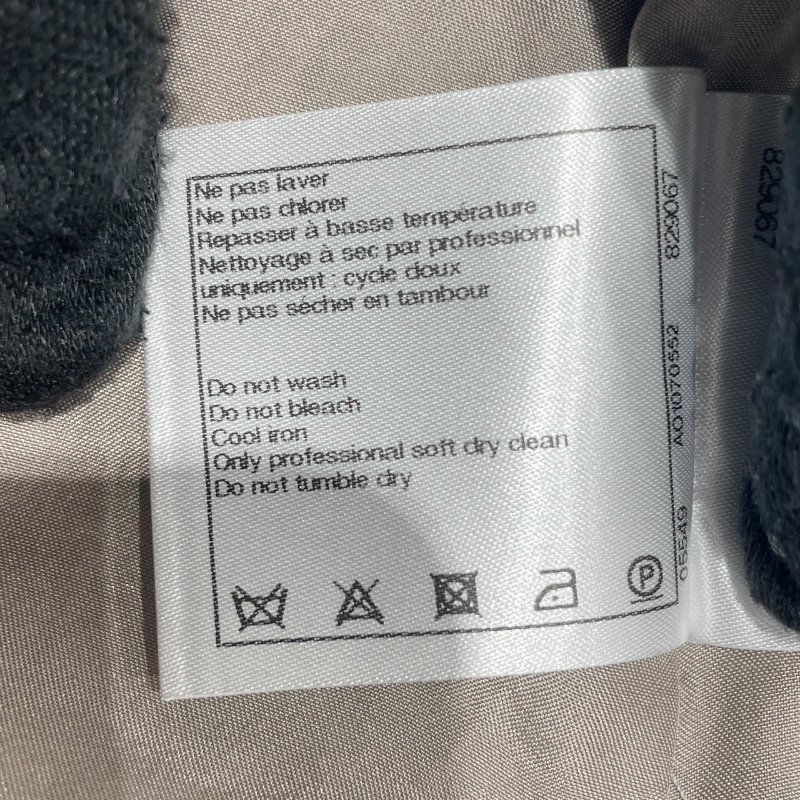 Ne pas laver
Ne pas chlorer
Repasser à basse température
Nettoyage à sec par professionnel
uniquement : cycle doux
Ne pas sécher en tambour
Do not wash
Do not bleach
Cool iron
Only professional soft dry clean
Do not tumble dry
P
05549 AO1070552 829067
829067